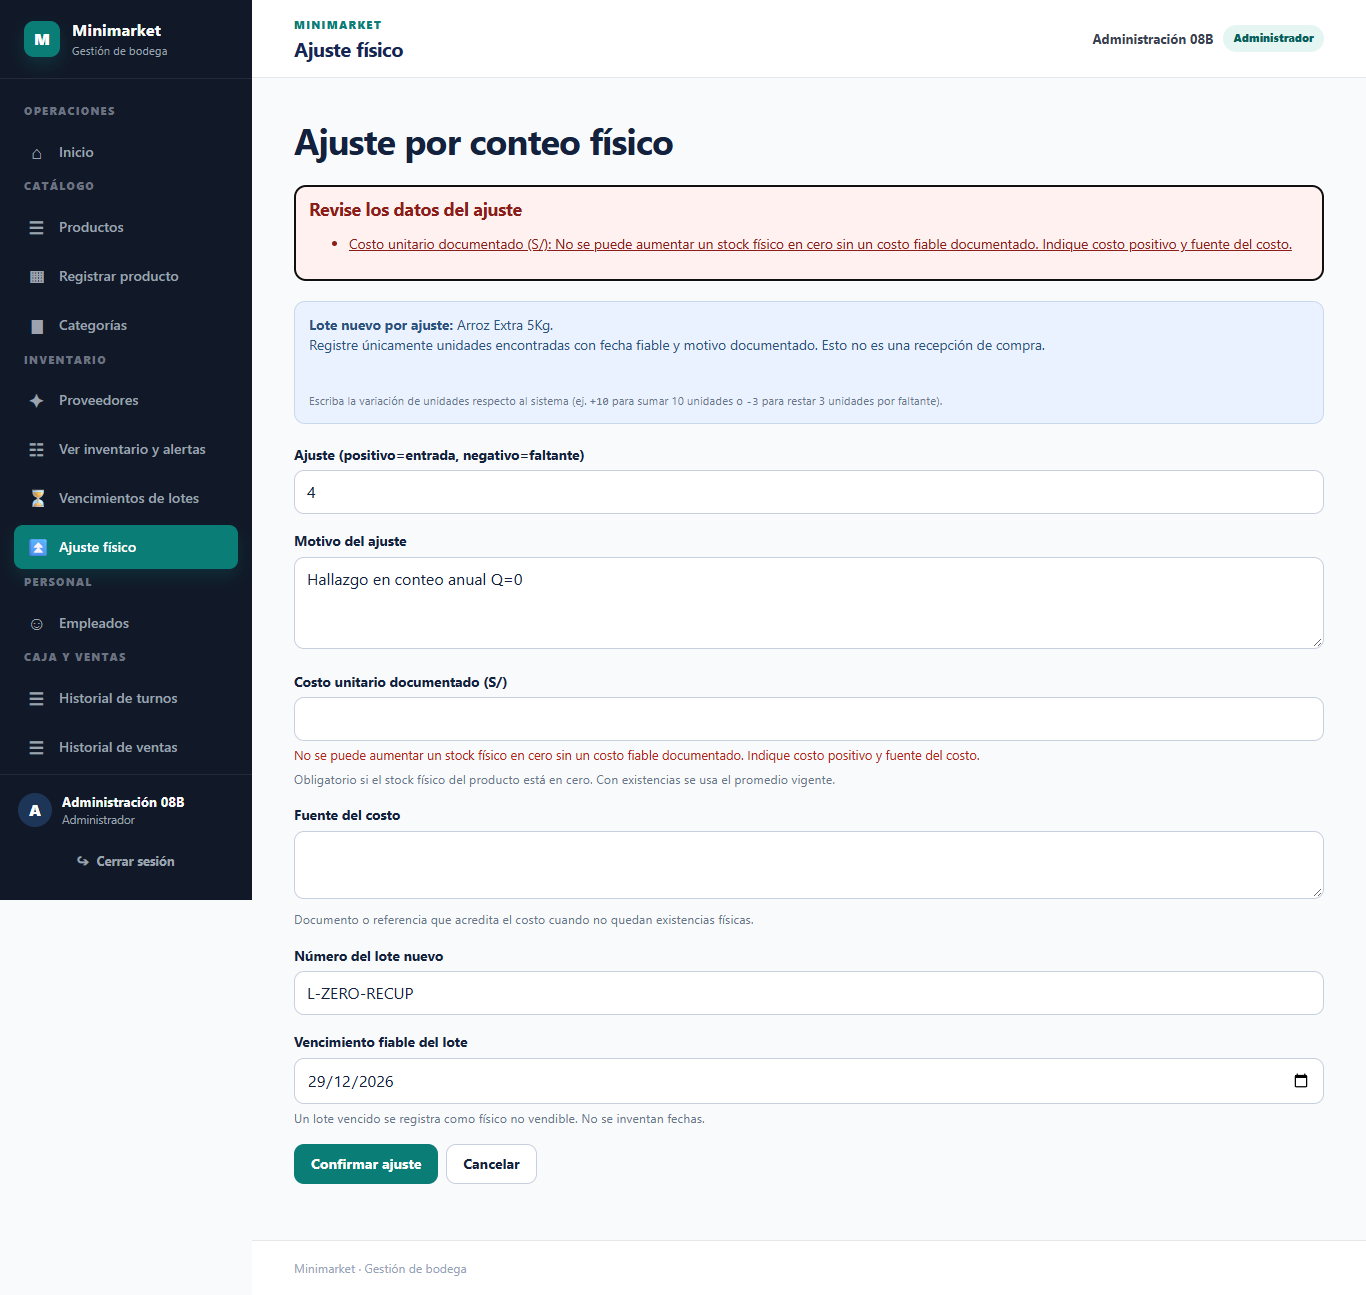 M
Minimarket
Gestión de bodega
OPERACIONES
Inicio
CATÁLOGO
Productos
Registrar producto
Categorías
INVENTARIO
Proveedores
Ver inventario y alertas
Vencimientos de lotes
Ajuste físico
PERSONAL
Empleados
CAJA Y VENTAS
Historial de turnos
Historial de ventas
A
Administración 08B
Administrador
Cerrar sesión
MINIMARKET
Ajuste físico
Administración 08B
Administrador
Ajuste por conteo físico
Revise los datos del ajuste
• Costo unitario documentado (S/): No se puede aumentar un stock físico en cero sin un costo fiable documentado. Indique costo positivo y fuente del costo.
Lote nuevo por ajuste: Arroz Extra 5Kg.
Registre únicamente unidades encontradas con fecha fiable y motivo documentado. Esto no es una recepción de compra.
Escriba la variación de unidades respecto al sistema (ej. +10 para sumar 10 unidades o -3 para restar 3 unidades por faltante).
Ajuste (positivo=entrada, negativo=faltante)
4
Motivo del ajuste
Hallazgo en conteo anual Q=0
Costo unitario documentado (S/)
No se puede aumentar un stock físico en cero sin un costo fiable documentado. Indique costo positivo y fuente del costo.
Obligatorio si el stock físico del producto está en cero. Con existencias se usa el promedio vigente.
Fuente del costo
Documento o referencia que acredita el costo cuando no quedan existencias físicas.
Número del lote nuevo
L-ZERO-RECUP
Vencimiento fiable del lote
29/12/2026
Un lote vencido se registra como físico no vendible. No se inventan fechas.
Confirmar ajuste
Cancelar
Minimarket · Gestión de bodega